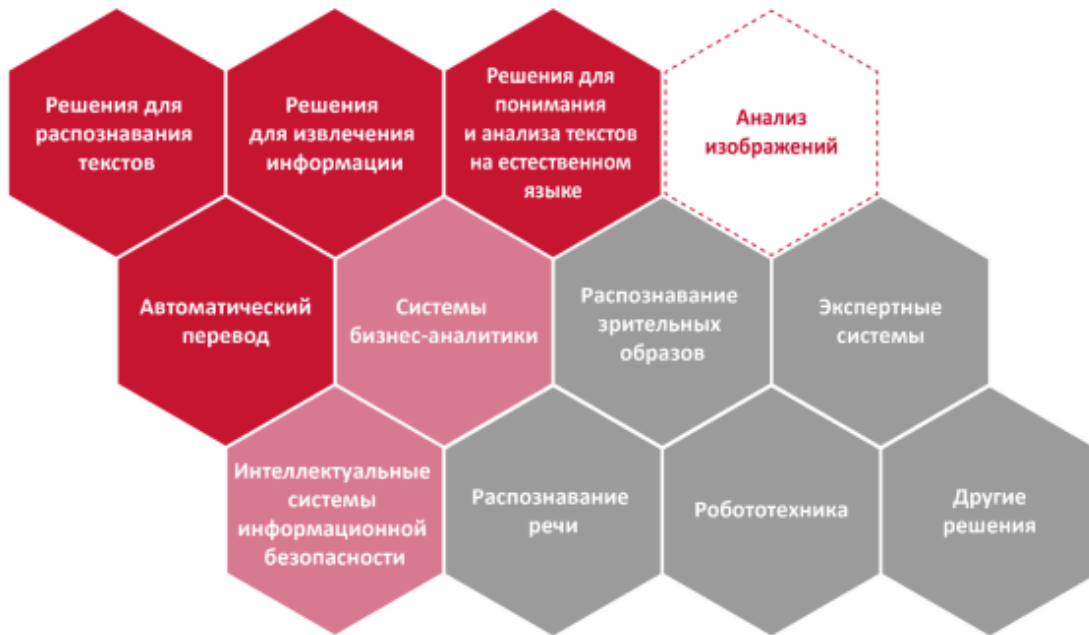 Решения для
распознавания
текстов
Решения
для извлечения
информации
Решения для
понимания
и анализа текстов
на естественном
языке
Анализ
изображений
Автоматический
перевод
Системы
бизнес-аналитики
Распознавание
зрительных
образов
Экспертные
системы
Интеллектуальные
системы
информационной
безопасности
Распознавание
речи
Робототехника
Другие
решения